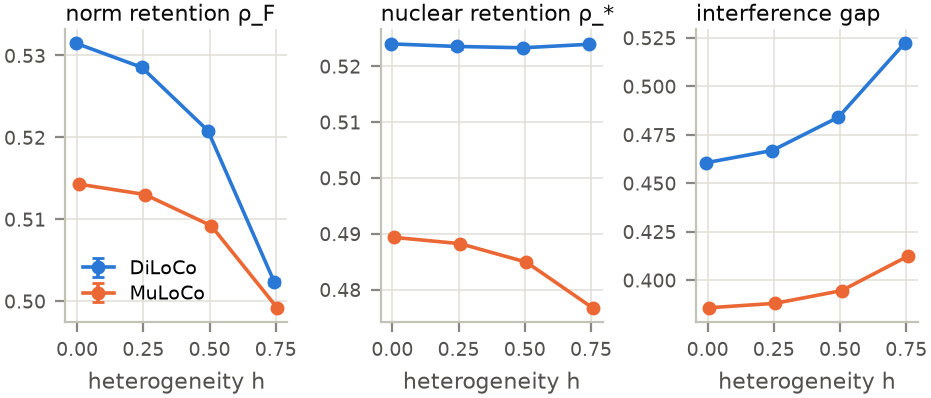 norm retention ρ_F
0.53
0.52
0.51
0.50
DiLoCo
MuLoCo
0.00 0.25 0.50 0.75
heterogeneity h
nuclear retention ρ_*
0.52
0.51
0.50
0.49
0.48
0.00 0.25 0.50 0.75
heterogeneity h
interference gap
0.525
0.500
0.475
0.450
0.425
0.400
0.00 0.25 0.50 0.75
heterogeneity h